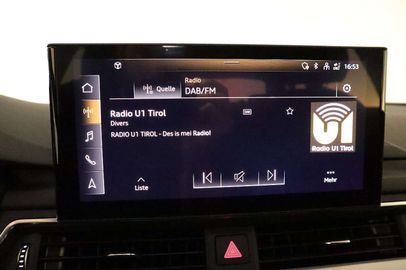 16:53
Radio
Quelle
DAB/FM
Radio U1 Tirol
Divers
RADIO U1 TIROL - Des is mei Radio!
U1
Radio U1 Tirol
Liste
Mehr